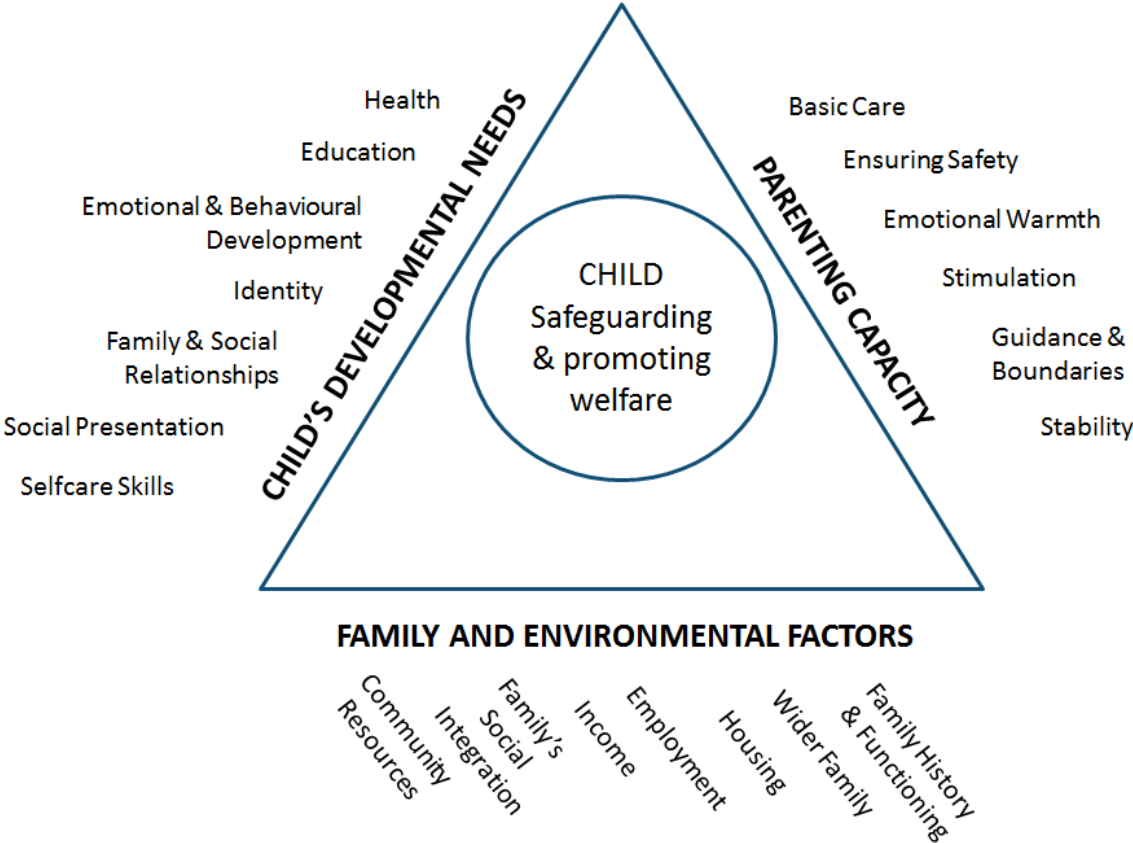 Health
Education
Emotional & Behavioural
Development
Identity
Family & Social
Relationships
Social Presentation
Selfcare Skills
CHILD'S DEVELOPMENTAL NEEDS
CHILD
Safeguarding
& promoting
welfare
PARENTING CAPACITY
Basic Care
Ensuring Safety
Emotional Warmth
Stimulation
Guidance &
Boundaries
Stability
FAMILY AND ENVIRONMENTAL FACTORS
Community
Resources
Family's
Social
Integration
Income
Employment
Housing
Wider Family
Family History
& Functioning